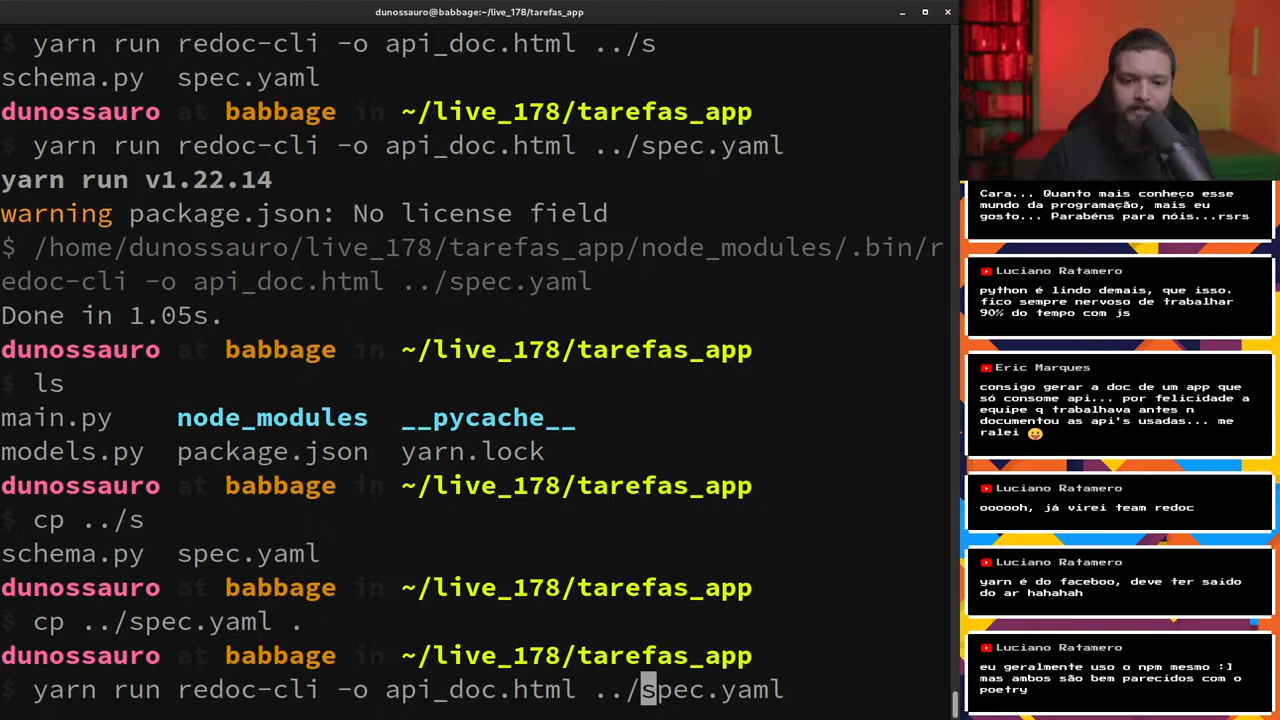 dunossauro@babbage:~/live_178/tarefas_app
$ yarn run redoc-cli -o api_doc.html ../s
schema.py spec.yaml
dunossauro at babbage in ~/live_178/tarefas_app
$ yarn run redoc-cli -o api_doc.html ../spec.yaml
yarn run v1.22.14
warning package.json: No license field
$ /home/dunossauro/live_178/tarefas_app/node_modules/.bin/r
edoc-cli -o api_doc.html ../spec.yaml
Done in 1.05s.
dunossauro at babbage in ~/live_178/tarefas_app
$ ls
main.py node_modules __pycache__
models.py package.json yarn.lock
dunossauro at babbage in ~/live_178/tarefas_app
$ cp ../s
schema.py spec.yaml
dunossauro at babbage in ~/live_178/tarefas_app
$ cp ../spec.yaml .
dunossauro at babbage in ~/live_178/tarefas_app
$ yarn run redoc-cli -o api_doc.html ../spec.yaml
Cara... Quanto mais conheço esse
mundo da programação, mais eu
gosto... Parabéns para nóis...rsrs
Luciano Ratamero
python é lindo demais, que isso.
fico sempre nervoso de trabalhar
90% do tempo com js
Eric Marques
consigo gerar a doc de um app que
só consome api... por felicidade a
equipe q trabalhava antes n
documentou as api's usadas... me
ralei 😛
Luciano Ratamero
oooooh, já virei team redoc
Luciano Ratamero
yarn é do faceboo, deve ter saído
do ar hahahah
Luciano Ratamero
eu geralmente uso o npm mesmo :]
mas ambos são bem parecidos com o
poetry